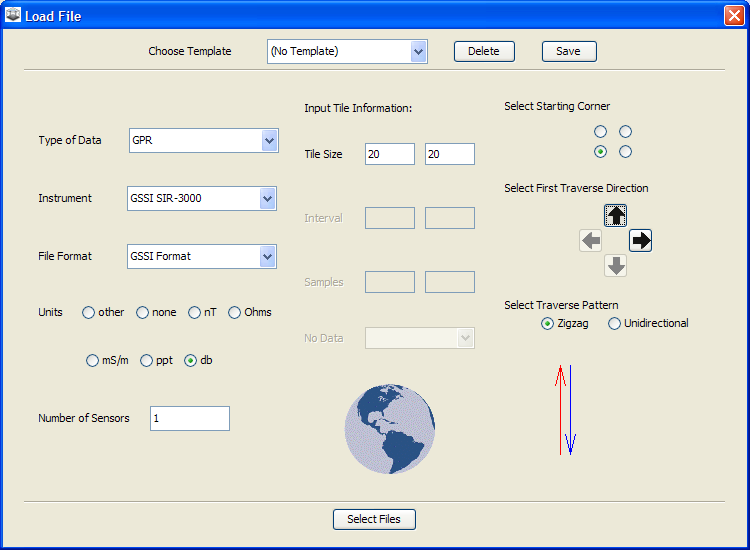 Load File
Choose Template (No Template) Delete Save
Input Tile Information:
Select Starting Corner
Type of Data GPR
Tile Size 20 20
Instrument GSSI SIR-3000
Interval
Select First Traverse Direction
File Format GSSI Format
Samples
Units other none nT Ohms
No Data
Select Traverse Pattern
Zigzag Unidirectional
mS/m ppt db
Number of Sensors 1
Select Files